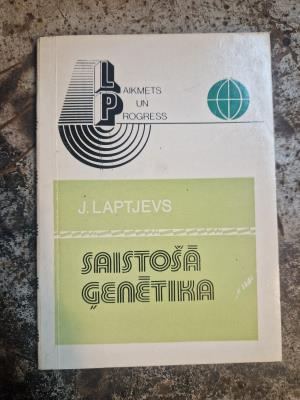 LAIKMETS
UN
PROGRESS
J. LAPTJEVS
SAISTOŠĀ
ĢENĒTIKA